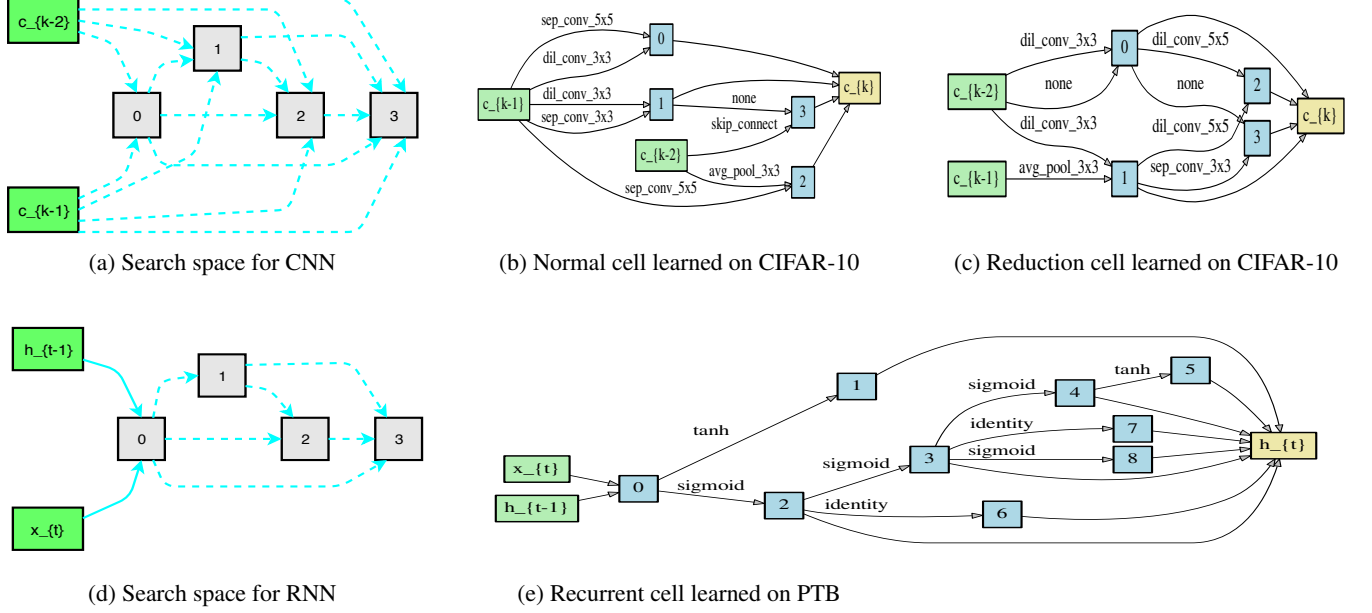 c_{k-2}
1
0
2
3
c_{k-1}
(a) Search space for CNN
sep_conv_5x5
0
dil_conv_3x3
c_{k-1}
dil_conv_3x3
1
sep_conv_3x3
none
3
skip_connect
c_{k}
c_{k-2}
avg_pool_3x3
2
sep_conv_5x5
(b) Normal cell learned on CIFAR-10
dil_conv_3x3
0
dil_conv_5x5
c_{k-2}
none
none
2
dil_conv_3x3
dil_conv_5x5
3
c_{k}
c_{k-1}
avg_pool_3x3
1
sep_conv_3x3
(c) Reduction cell learned on CIFAR-10
h_{t-1}
1
0
2
3
x_{t}
(d) Search space for RNN
x_{t}
h_{t-1}
0
tanh
1
sigmoid
2
sigmoid
3
identity
6
sigmoid
4
tanh
5
identity
7
sigmoid
8
h_{t}
(e) Recurrent cell learned on PTB